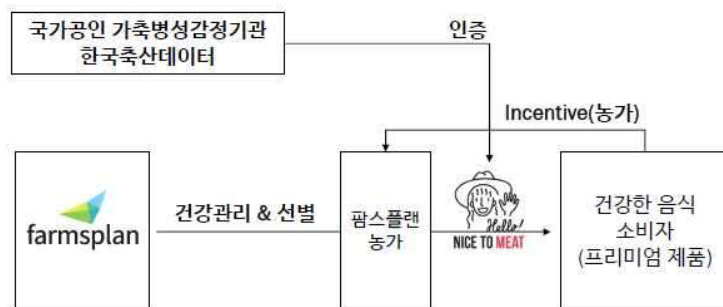 국가공인 가축병성감정기관
한국축산데이터
인증
Incentive(농가)
farmsplan
건강관리 & 선별
팜스플랜
농가
Hello!
NICE TO MEAT
건강한 음식
소비자
(프리미엄 제품)